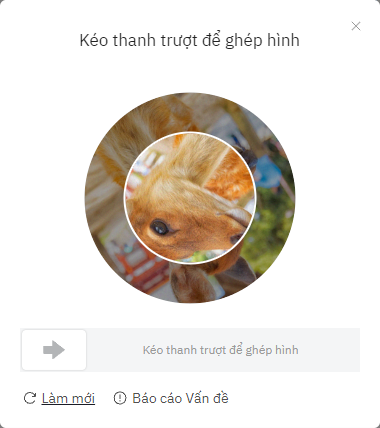 Kéo thanh trượt để ghép hình
Kéo thanh trượt để ghép hình
Làm mới Báo cáo Vấn đề